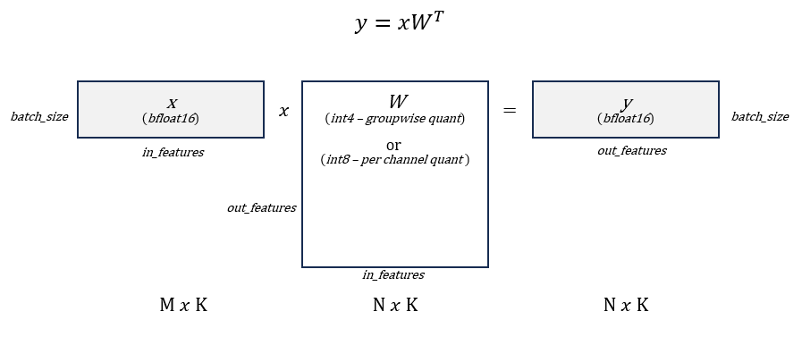 y = xW^T
x
(bfloat16)
batch_size
in_features
x
W
(int4 – groupwise quant)
or
(int8 – per channel quant )
out_features
in_features
=
y
(bfloat16)
batch_size
out_features
M x K
N x K
N x K